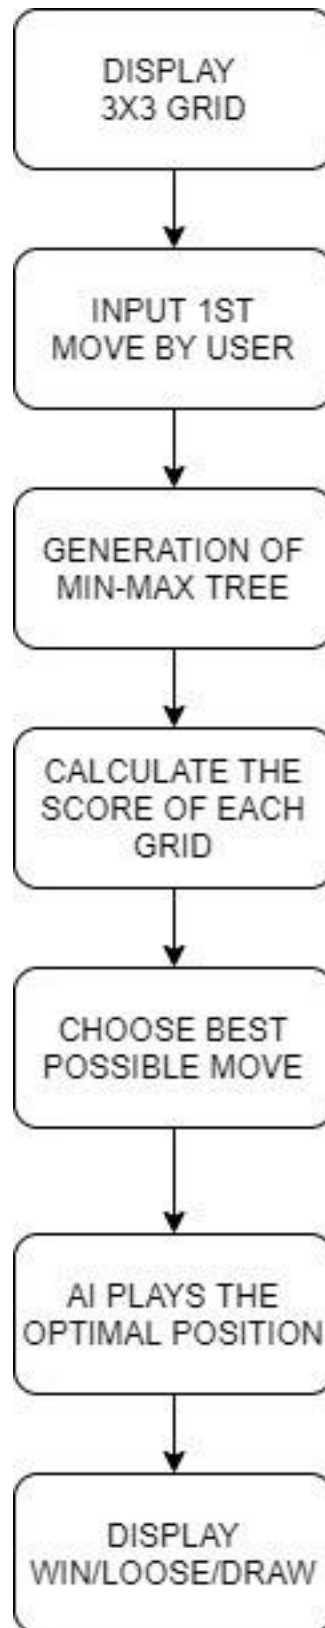 DISPLAY
3X3 GRID
INPUT 1ST
MOVE BY USER
GENERATION OF
MIN-MAX TREE
CALCULATE THE
SCORE OF EACH
GRID
CHOOSE BEST
POSSIBLE MOVE
AI PLAYS THE
OPTIMAL POSITION
DISPLAY
WIN/LOOSE/DRAW